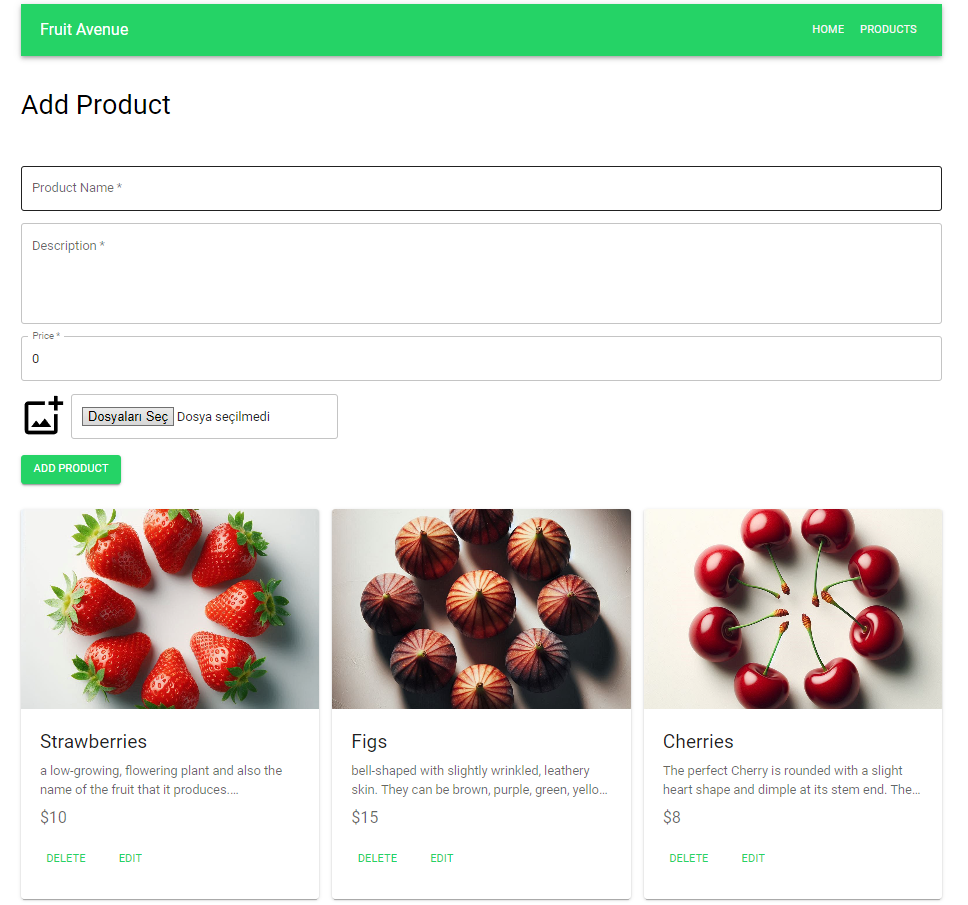 Fruit Avenue
HOME PRODUCTS
Add Product
Product Name *
Description *
Price *
0
Dosyaları Seç Dosya seçilmedi
ADD PRODUCT
Strawberries
a low-growing, flowering plant and also the
name of the fruit that it produces....
$10
DELETE EDIT
Figs
bell-shaped with slightly wrinkled, leathery
skin. They can be brown, purple, green, yello...
$15
DELETE EDIT
Cherries
The perfect Cherry is rounded with a slight
heart shape and dimple at its stem end. The...
$8
DELETE EDIT